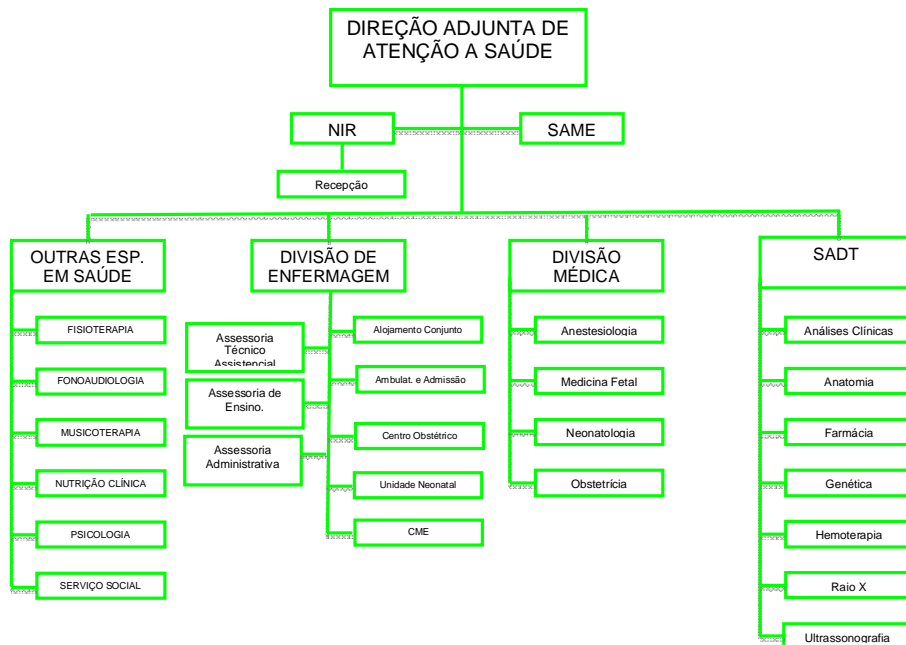 DIREÇÃO ADJUNTA DE
ATENÇÃO A SAÚDE
NIR
SAME
Recepção
OUTRAS ESP.
EM SAÚDE
FISIOTERAPIA
FONOAUDIOLOGIA
MUSICOTERAPIA
NUTRIÇÃO CLÍNICA
PSICOLOGIA
SERVIÇO SOCIAL
DIVISÃO DE
ENFERMAGEM
Assessoria
Técnico
Assistencial
Assessoria de
Ensino.
Assessoria
Administrativa
Alojamento Conjunto
Ambulat. e Admissão
Centro Obstétrico
Unidade Neonatal
CME
DIVISÃO
MÉDICA
Anestesiologia
Medicina Fetal
Neonatologia
Obstetrícia
SADT
Análises Clínicas
Anatomia
Farmácia
Genética
Hemoterapia
Raio X
Ultrassonografia